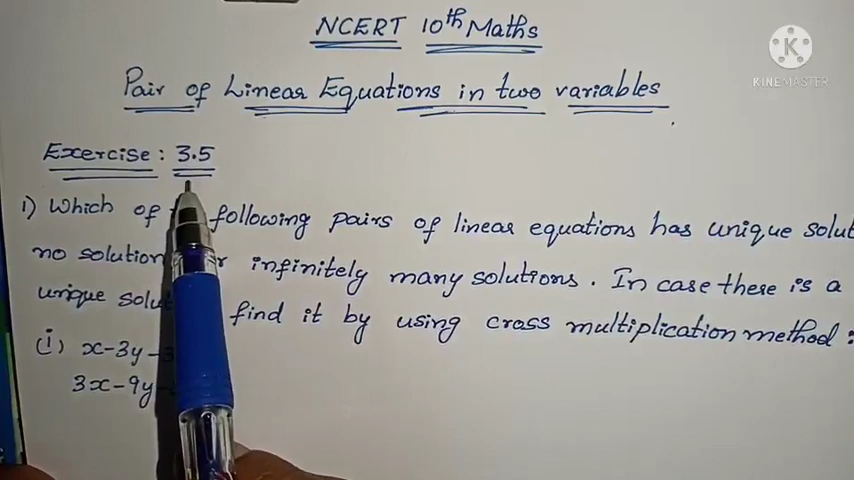 NCERT 10th Maths
KINEMASTER
Pair of Linear Equations in two variables
Exercise : 3.5
1) Which of following pairs of linear equations has unique solut
no solution infinitely many solutions. In case there is a
unique find it by using cross multiplication method:
(i) x-3y-
3x-9y-